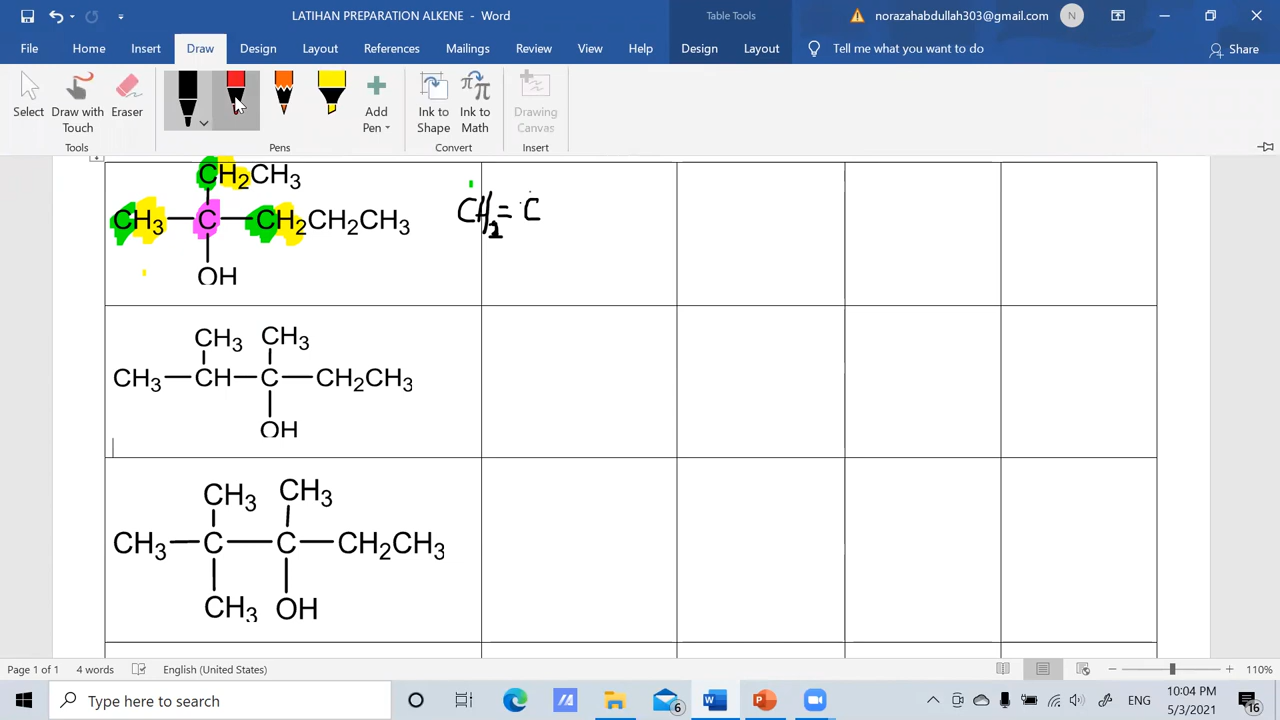 LATIHAN PREPARATION ALKENE - Word
Table Tools
norazahabdullah303@gmail.com
N
File Home Insert Draw Design Layout References Mailings Review View Help Design Layout Tell me what you want to do Share
Select
Draw with Touch
Eraser
Add Pen
Ink to Shape
Ink to Math
Drawing Canvas
Tools
Pens
Convert
Insert
CH2CH3
CH3 C CH2CH2CH3
OH
CH2 = C
CH3 CH3
CH3 CH C CH2CH3
OH
CH3 CH3
CH3 C C CH2CH3
CH3 OH
Page 1 of 1 4 words English (United States) 110%
Type here to search
6
ENG
10:04 PM
5/3/2021
16